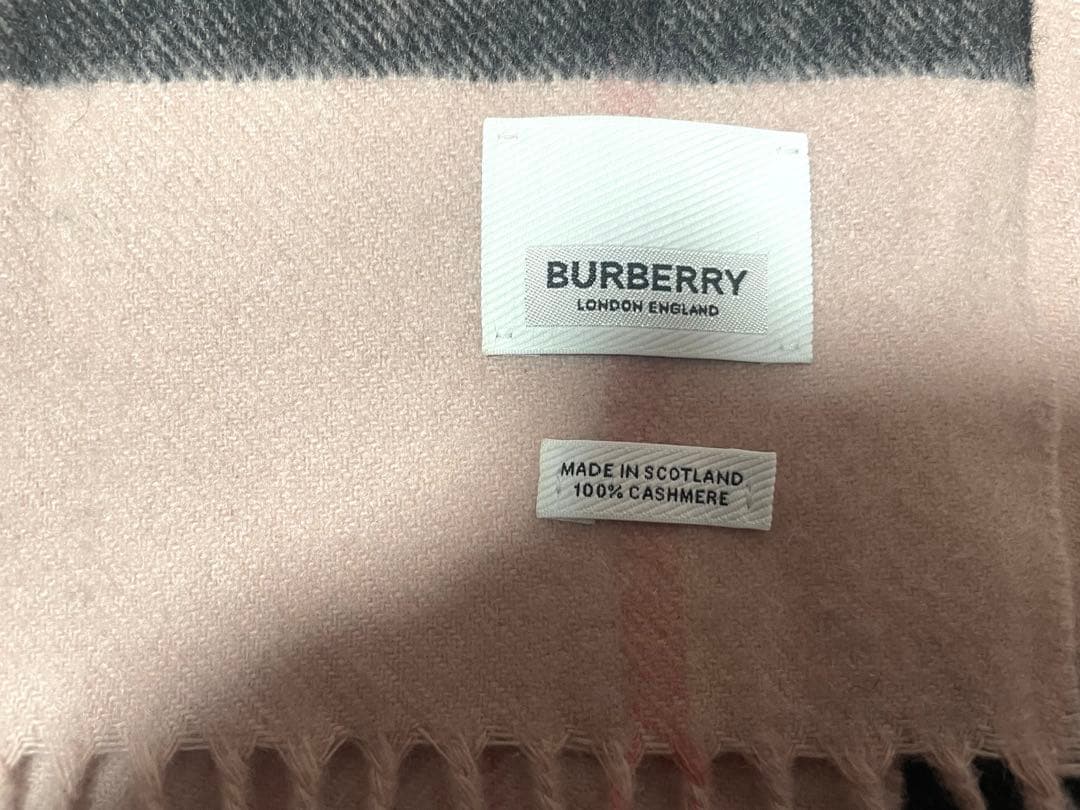 BURBERRY
LONDON ENGLAND
MADE IN SCOTLAND
100% CASHMERE